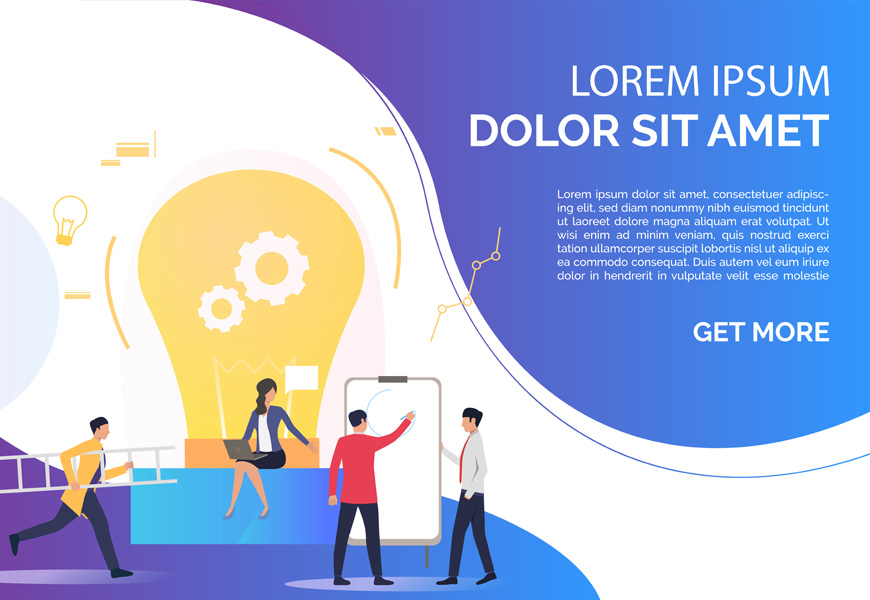 LOREM IPSUM
DOLOR SIT AMET
Lorem ipsum dolor sit amet, consectetuer adipisc-
ing elit, sed diam nonummy nibh euismod tincidunt
ut laoreet dolore magna aliquam erat volutpat. Ut
wisi enim ad minim veniam, quis nostrud exerci
tation ullamcorper suscipit lobortis nisl ut aliquip ex
ea commodo consequat. Duis autem vel eum iriure
dolor in hendrerit in vulputate velit esse molestie
GET MORE